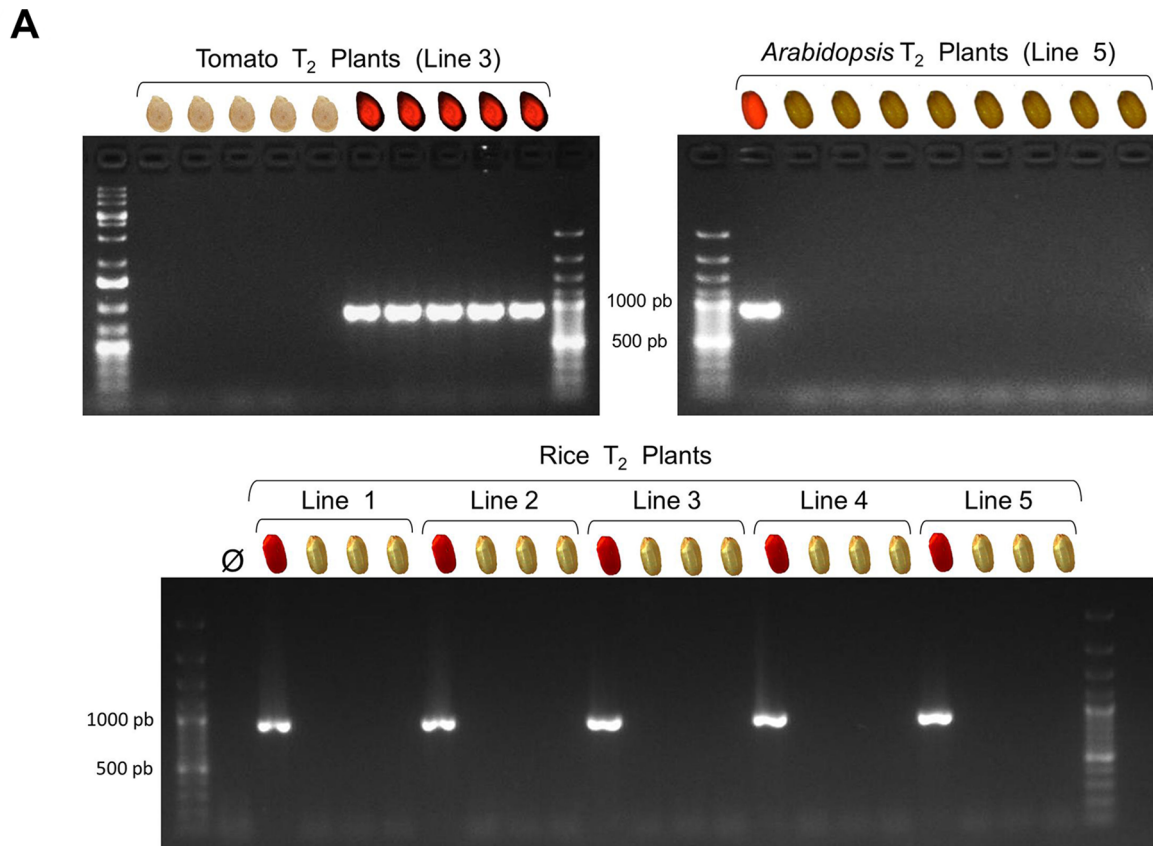 A
Tomato T₂ Plants (Line 3)
Arabidopsis T₂ Plants (Line 5)
1000 pb
500 pb
Rice T₂ Plants
Line 1
Line 2
Line 3
Line 4
Line 5
Ø
1000 pb
500 pb